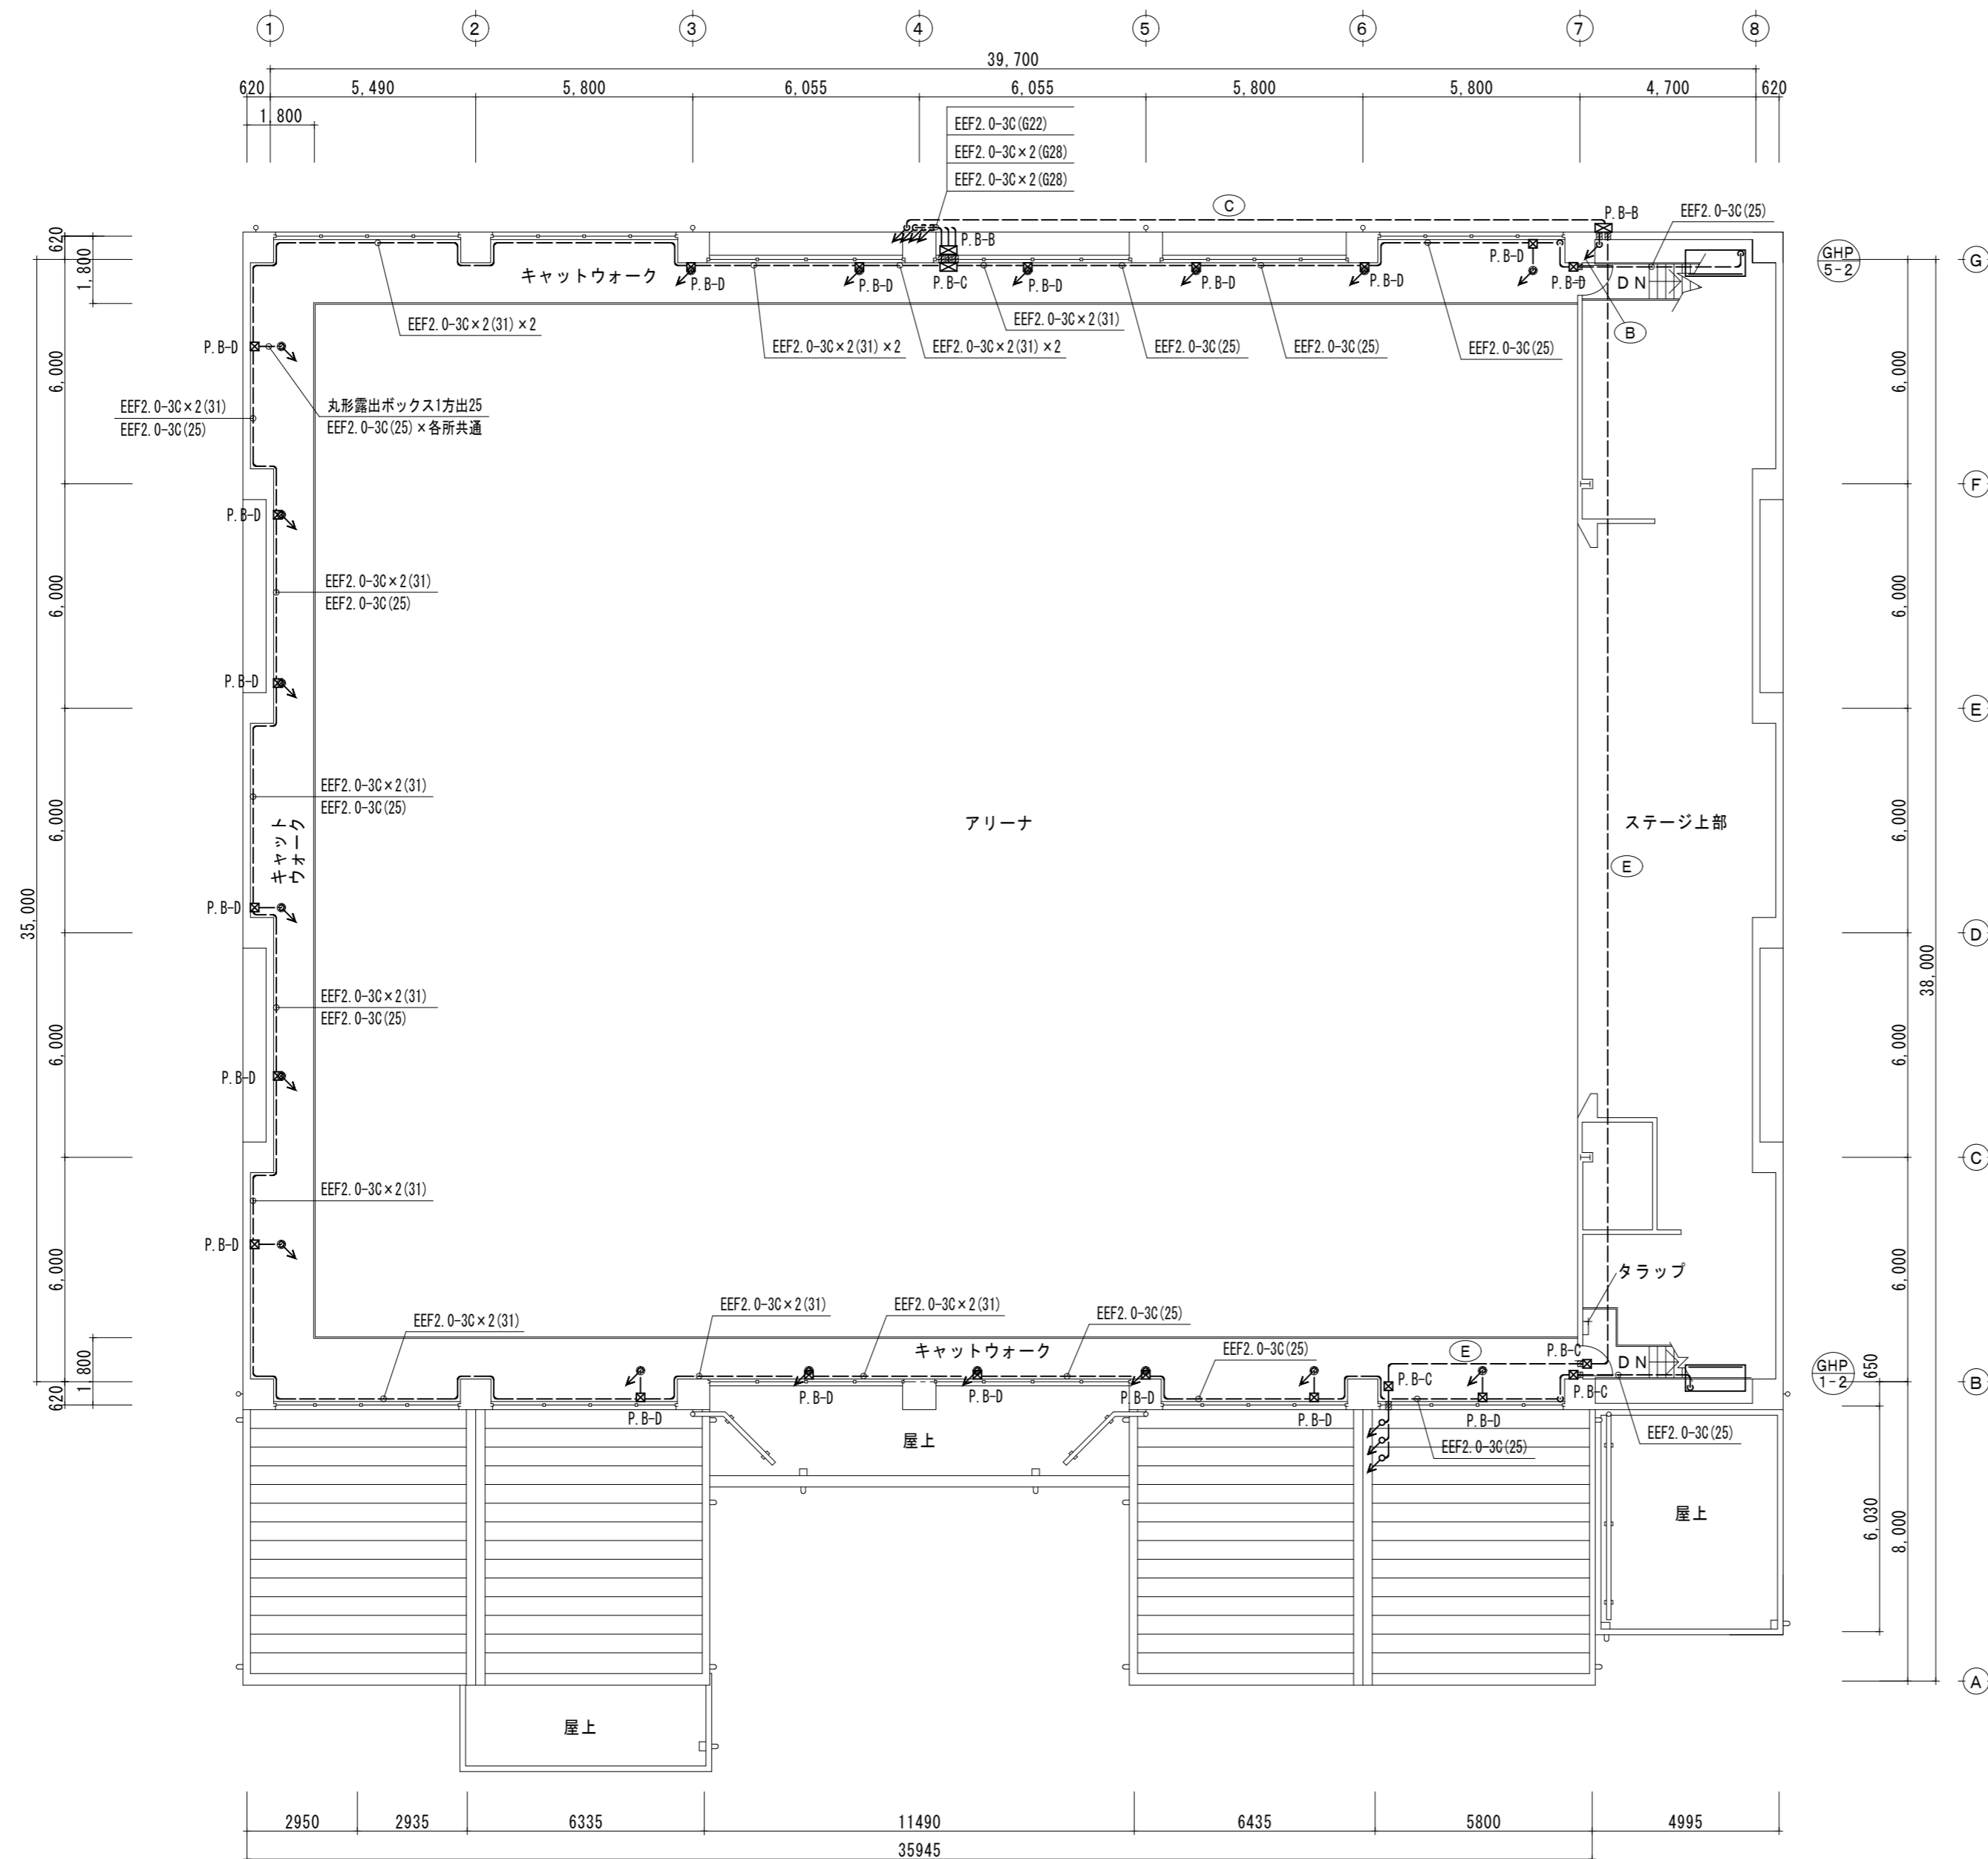 1 2 3 4 5 6 7 8
39,700
620 5,490 5,800 6,055 6,055 5,800 5,800 4,700 620
1,800
EEF2.0-3C(G22)
EEF2.0-3C×2(G28)
EEF2.0-3C×2(G28)
C
P.B-B
EEF2.0-3C(25)
P.B-B
620
1,800
キャットウォーク
P.B-D
P.B-D
P.B-C
P.B-D
P.B-D
P.B-D
P.B-D
P.B-D
DN
GHP
5-2
G
EEF2.0-3C×2(31)×2
EEF2.0-3C×2(31)
EEF2.0-3C×2(31)×2
EEF2.0-3C×2(31)×2
EEF2.0-3C(25)
EEF2.0-3C(25)
EEF2.0-3C(25)
B
P.B-D
6,000
6,000
丸形露出ボックス1方出25
EEF2.0-3C(25)×各所共通
EEF2.0-3C×2(31)
EEF2.0-3C(25)
F
P.B-D
EEF2.0-3C×2(31)
EEF2.0-3C(25)
6,000
6,000
P.B-D
E
EEF2.0-3C×2(31)
EEF2.0-3C(25)
6,000
6,000
キャット
ウォーク
アリーナ
ステージ上部
E
35,000
P.B-D
D
38,000
EEF2.0-3C×2(31)
EEF2.0-3C(25)
6,000
6,000
P.B-D
C
EEF2.0-3C×2(31)
P.B-D
6,000
6,000
タラップ
EEF2.0-3C×2(31)
EEF2.0-3C×2(31)
EEF2.0-3C×2(31)
EEF2.0-3C(25)
EEF2.0-3C(25)
キャットウォーク
E
P.B-C
DN
1,800
620
GHP
1-2
650
B
P.B-C
P.B-C
P.B-D
P.B-D
P.B-D
P.B-D
P.B-D
P.B-D
EEF2.0-3C(25)
EEF2.0-3C(25)
屋上
屋上
6,030
8,000
A
屋上
2950 2935 6335 11490 6435 5800 4995
35945